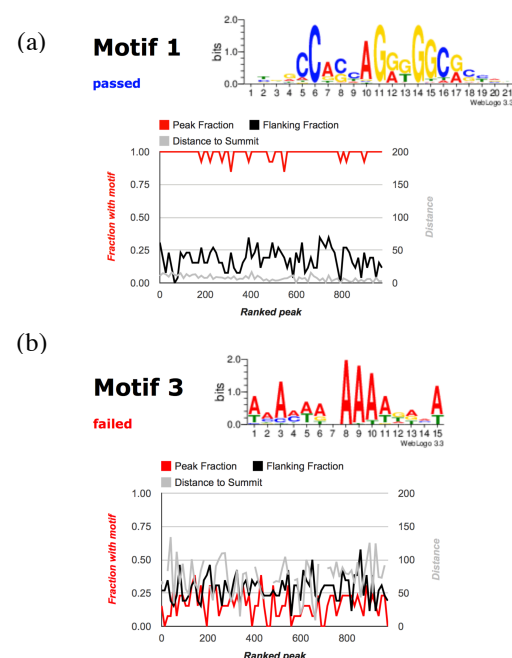 (a)
Motif 1
passed
bits
2.0
1.0
0.0
CCACCAGGGGGCG
1 2 3 4 5 6 7 8 9 10 11 12 13 14 15 16 17 18 19 20 21
WebLogo 3.3
Peak Fraction Flanking Fraction
Distance to Summit
Fraction with motif
1.00
0.75
0.50
0.25
0.00
200
150
100
50
0
Distance
0 200 400 600 800
Ranked peak
(b)
Motif 3
failed
bits
2.0
1.0
0.0
1 2 3 4 5 6 7 8 9 10 11 12 13 14 15
WebLogo 3.3
Peak Fraction Flanking Fraction
Distance to Summit
Fraction with motif
1.00
0.75
0.50
0.25
0.00
200
150
100
50
0
Distance
0 200 400 600 800
Ranked peak